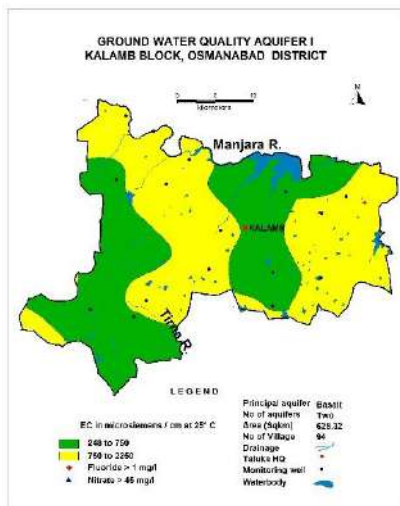 GROUND WATER QUALITY AQUIFER I
KALAMB BLOCK, OSMANABAD DISTRICT
kilometers
N
Manjara R.
KALAMB
Tirna R.
LEGEND
EC in microsiemens / cm at 25° C
248 to 750
750 to 2250
Fluoride > 1 mg/l
Nitrate > 45 mg/l
Principal aquifer Basalt
No of aquifers Two
Area (Sqkm) 628.32
No of Village 94
Drainage
Taluka HQ
Monitoring well
Waterbody